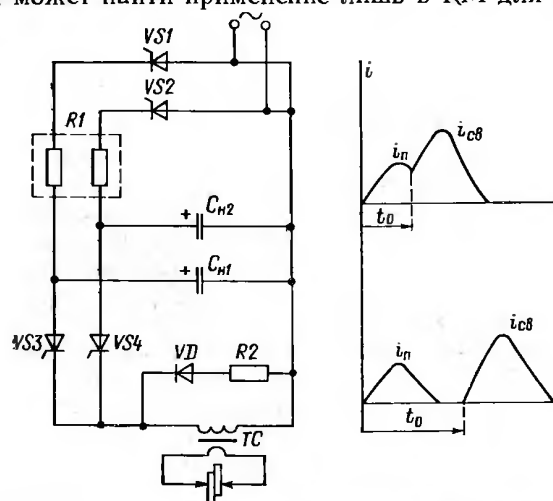 может найти применение лишь в КМ для
VS1
VS2
R1
Cн2
+
Cн1
+
VS3
VS4
VD
R2
TC
i
iп
iсв
t0
iп
iсв
t0